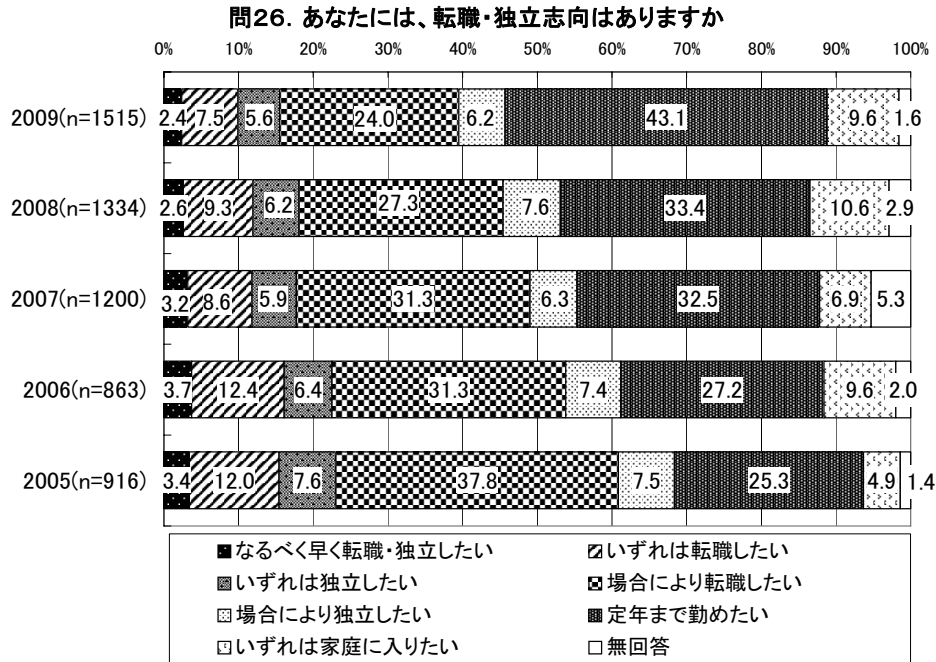 問26．あなたには、転職・独立志向はありますか
0% 10% 20% 30% 40% 50% 60% 70% 80% 90% 100%
2009(n=1515) 2.4 7.5 5.6 24.0 6.2 43.1 9.6 1.6
2008(n=1334) 2.6 9.3 6.2 27.3 7.6 33.4 10.6 2.9
2007(n=1200) 3.2 8.6 5.9 31.3 6.3 32.5 6.9 5.3
2006(n=863) 3.7 12.4 6.4 31.3 7.4 27.2 9.6 2.0
2005(n=916) 3.4 12.0 7.6 37.8 7.5 25.3 4.9 1.4
なるべく早く転職・独立したい いずれは転職したい
いずれは独立したい 場合により転職したい
場合により独立したい 定年まで勤めたい
いずれは家庭に入りたい 無回答